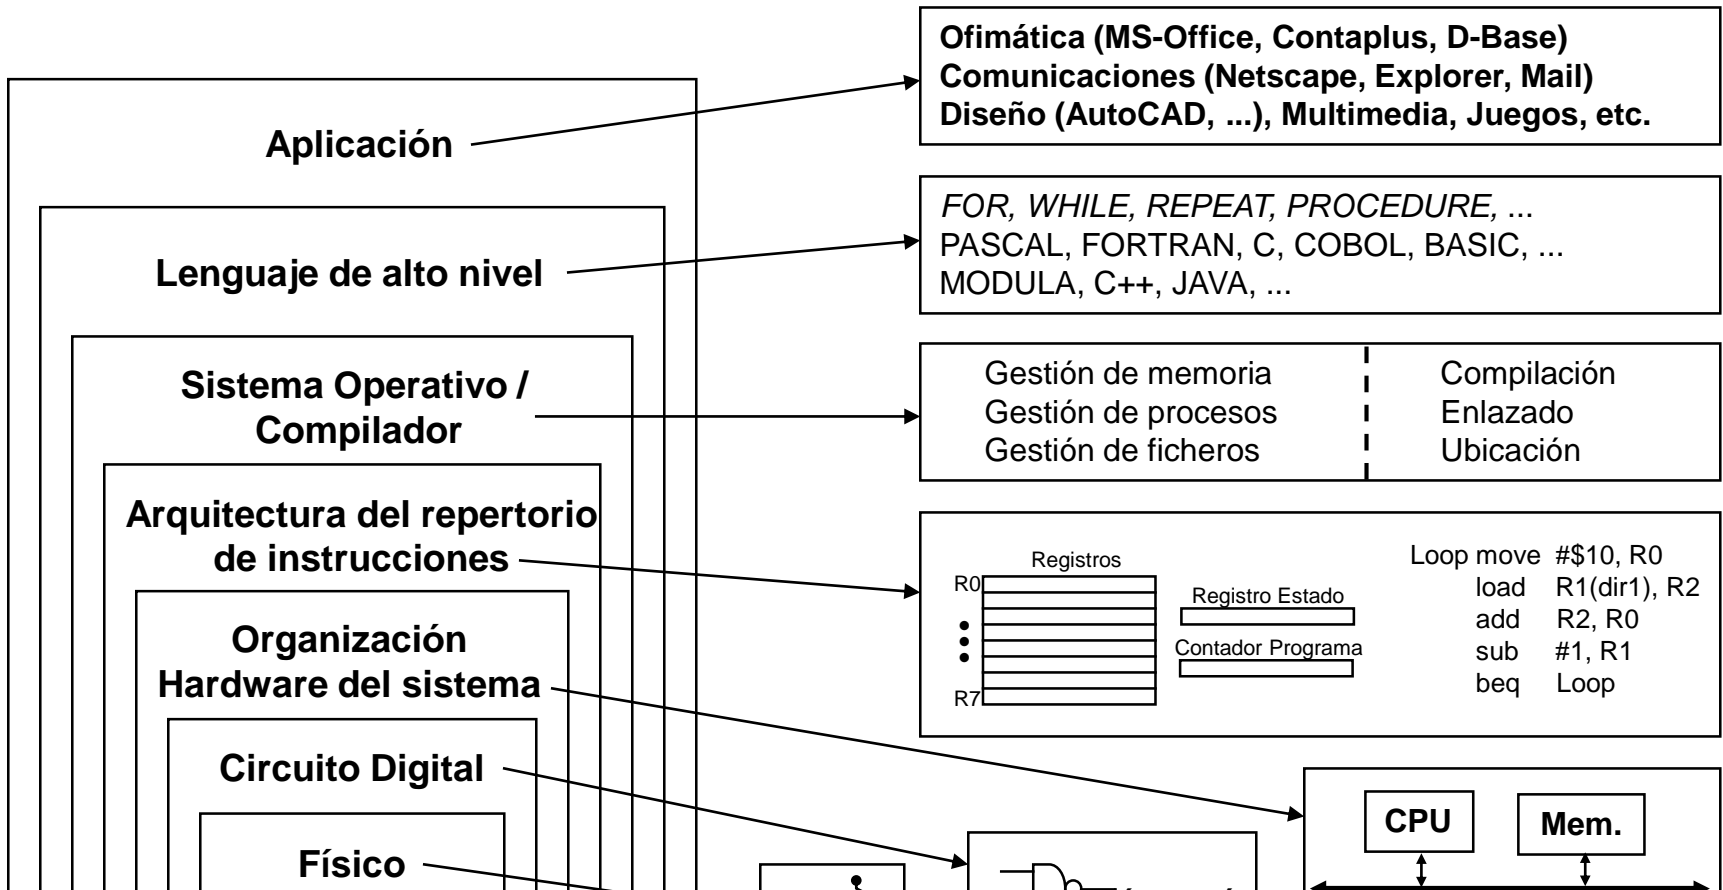 Ofimática (MS-Office, Contaplus, D-Base)
Comunicaciones (Netscape, Explorer, Mail)
Diseño (AutoCAD, ...), Multimedia, Juegos, etc.
Aplicación
FOR, WHILE, REPEAT, PROCEDURE, ...
PASCAL, FORTRAN, C, COBOL, BASIC, ...
MODULA, C++, JAVA, ...
Lenguaje de alto nivel
Sistema Operativo /
Compilador
Gestión de memoria
Gestión de procesos
Gestión de ficheros
Compilación
Enlazado
Ubicación
Arquitectura del repertorio
de instrucciones
Registros
R0
R7
Registro Estado
Contador Programa
Loop move #$10, R0
load R1(dir1), R2
add R2, R0
sub #1, R1
beq Loop
Organización
Hardware del sistema
Circuito Digital
Físico
CPU
Mem.